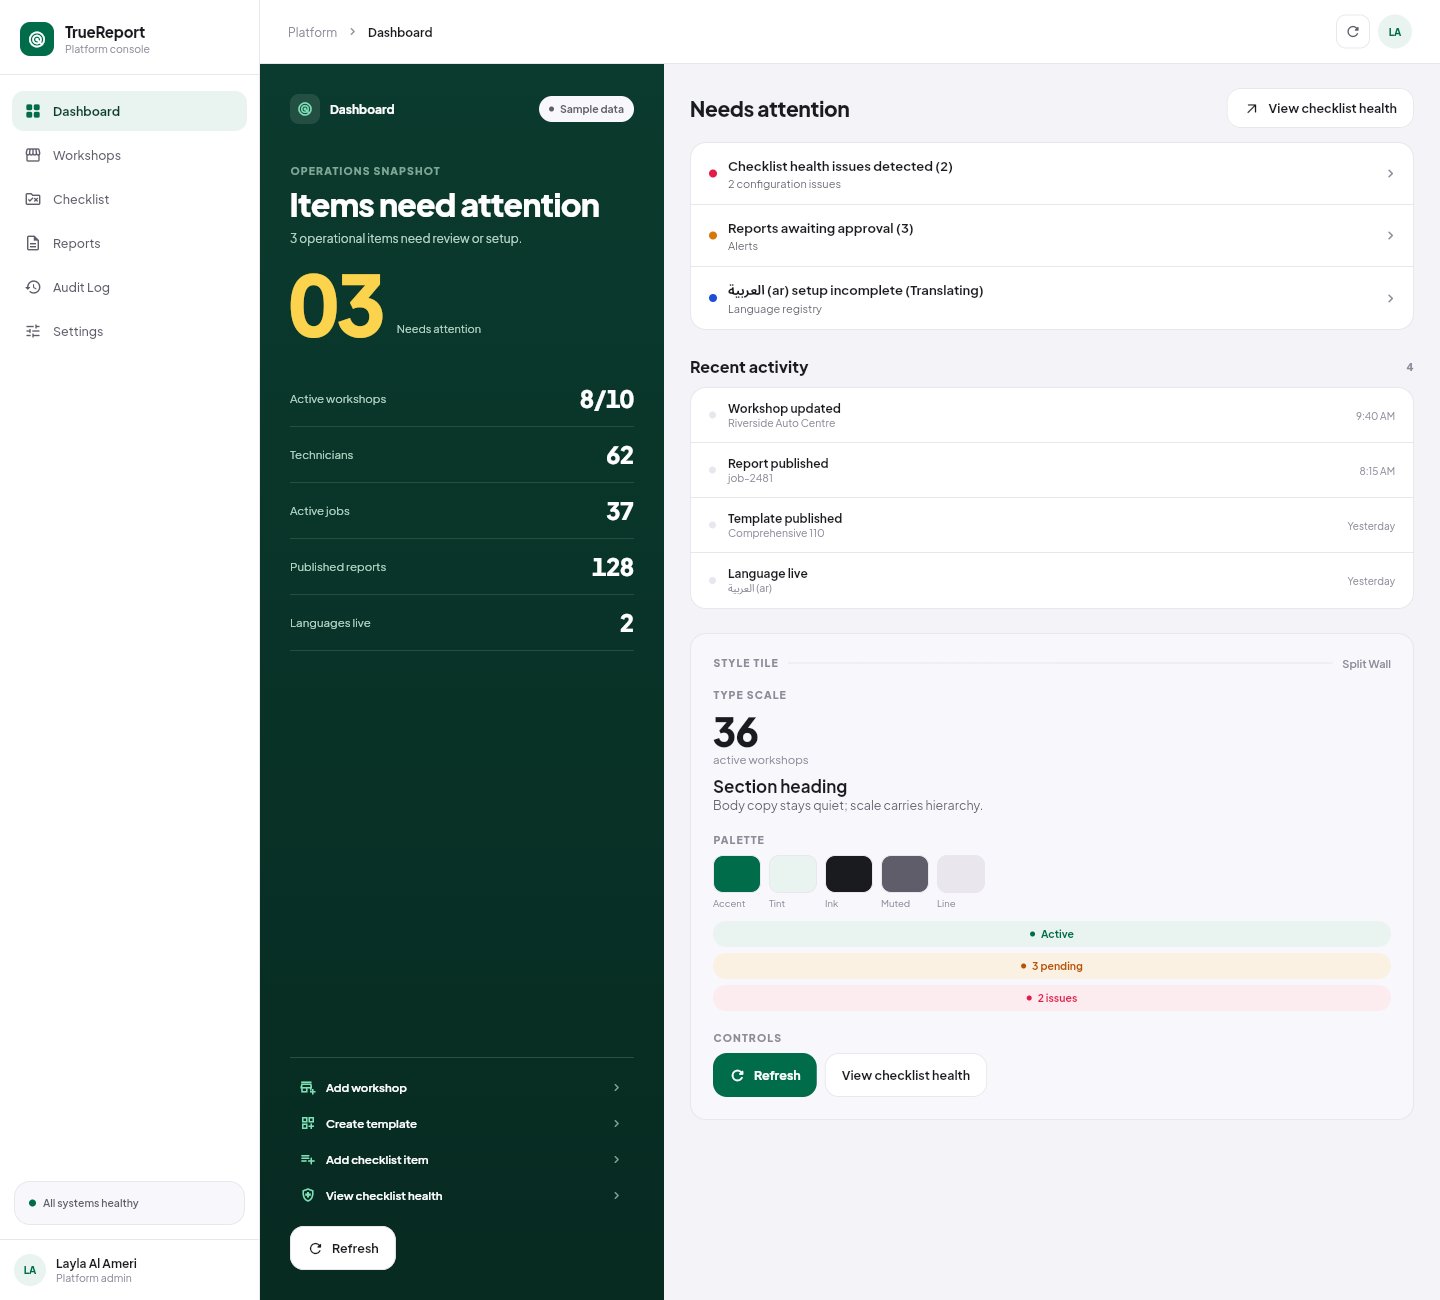 TrueReport
Platform console
Dashboard
Workshops
Checklist
Reports
Audit Log
Settings
All systems healthy
LA
Layla Al Ameri
Platform admin
Platform > Dashboard
LA
Dashboard
Sample data
OPERATIONS SNAPSHOT
Items need attention
3 operational items need review or setup.
03 Needs attention
Active workshops 8/10
Technicians 62
Active jobs 37
Published reports 128
Languages live 2
Add workshop
Create template
Add checklist item
View checklist health
Refresh
Needs attention
View checklist health
Checklist health issues detected (2)
2 configuration issues
Reports awaiting approval (3)
Alerts
العربية (ar) setup incomplete (Translating)
Language registry
Recent activity 4
Workshop updated
Riverside Auto Centre
9:40 AM
Report published
job-2481
8:15 AM
Template published
Comprehensive 110
Yesterday
Language live
العربية (ar)
Yesterday
STYLE TILE
Split Wall
TYPE SCALE
36
active workshops
Section heading
Body copy stays quiet; scale carries hierarchy.
PALETTE
Accent Tint Ink Muted Line
Active
3 pending
2 issues
CONTROLS
Refresh
View checklist health